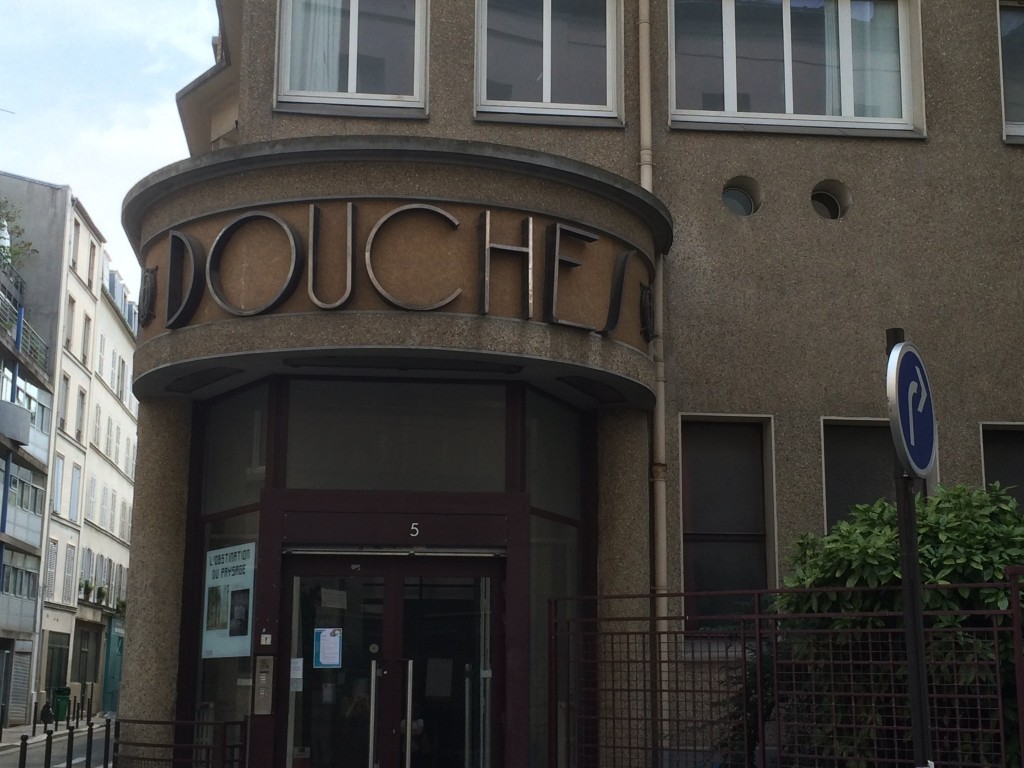 DOUCHES
5
L'OBSTINATION
DU PAYSAGE